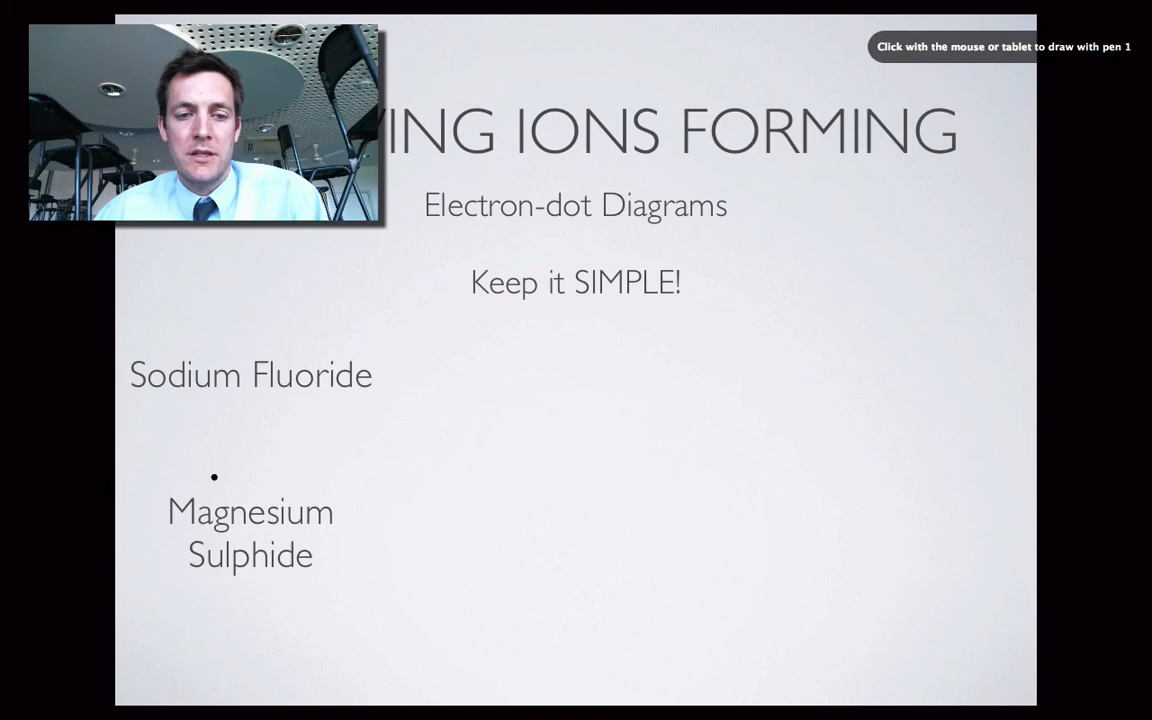 Click with the mouse or tablet to draw with pen 1
ING IONS FORMING
Electron-dot Diagrams
Keep it SIMPLE!
Sodium Fluoride
Magnesium
Sulphide